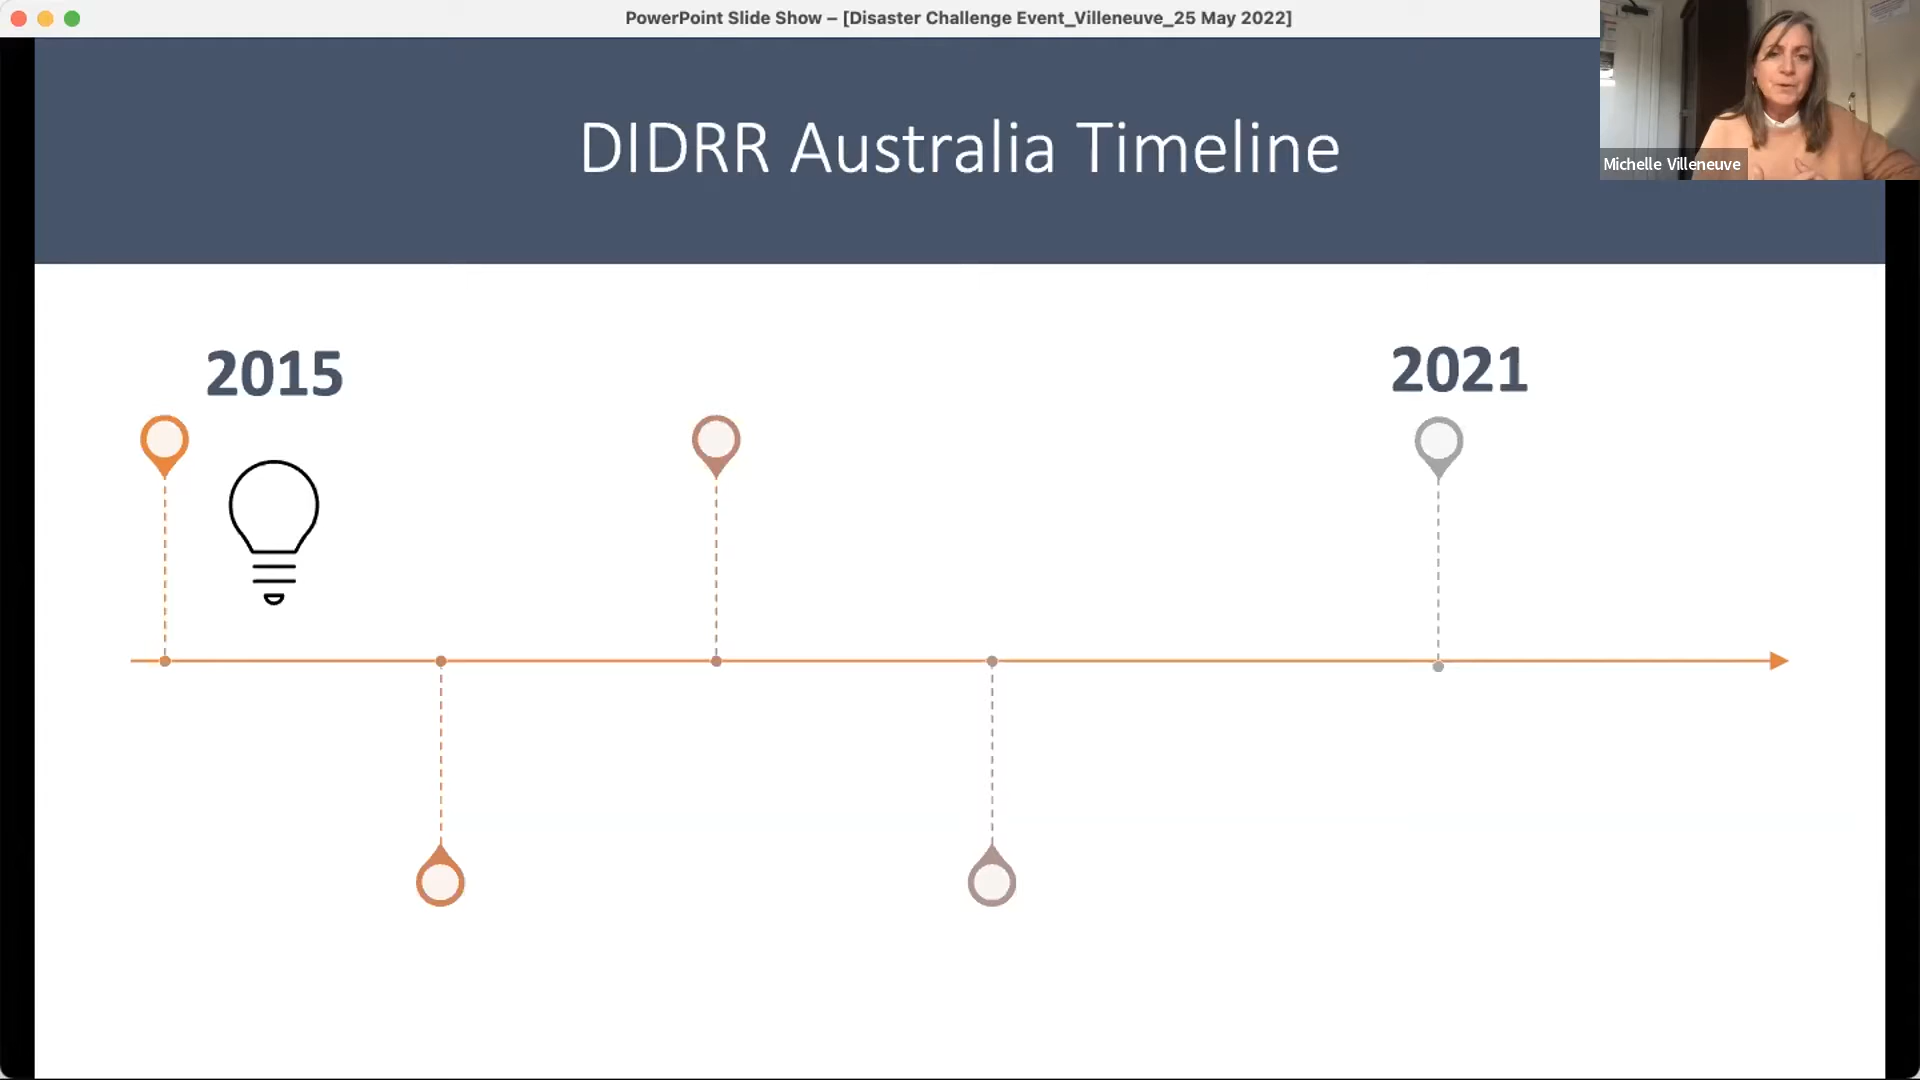 PowerPoint Slide Show – [Disaster Challenge Event_Villeneuve_25 May 2022]
DIDRR Australia Timeline
Michelle Villeneuve
2015
2021